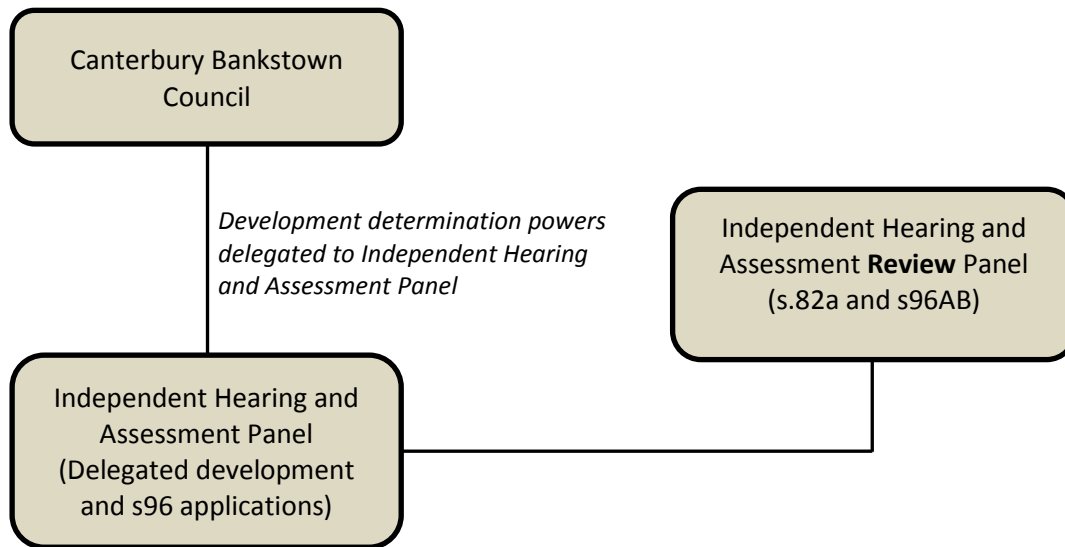 Canterbury Bankstown
Council
Development determination powers
delegated to Independent Hearing
and Assessment Panel
Independent Hearing and
Assessment Review Panel
(s.82a and s96AB)
Independent Hearing and
Assessment Panel
(Delegated development
and s96 applications)